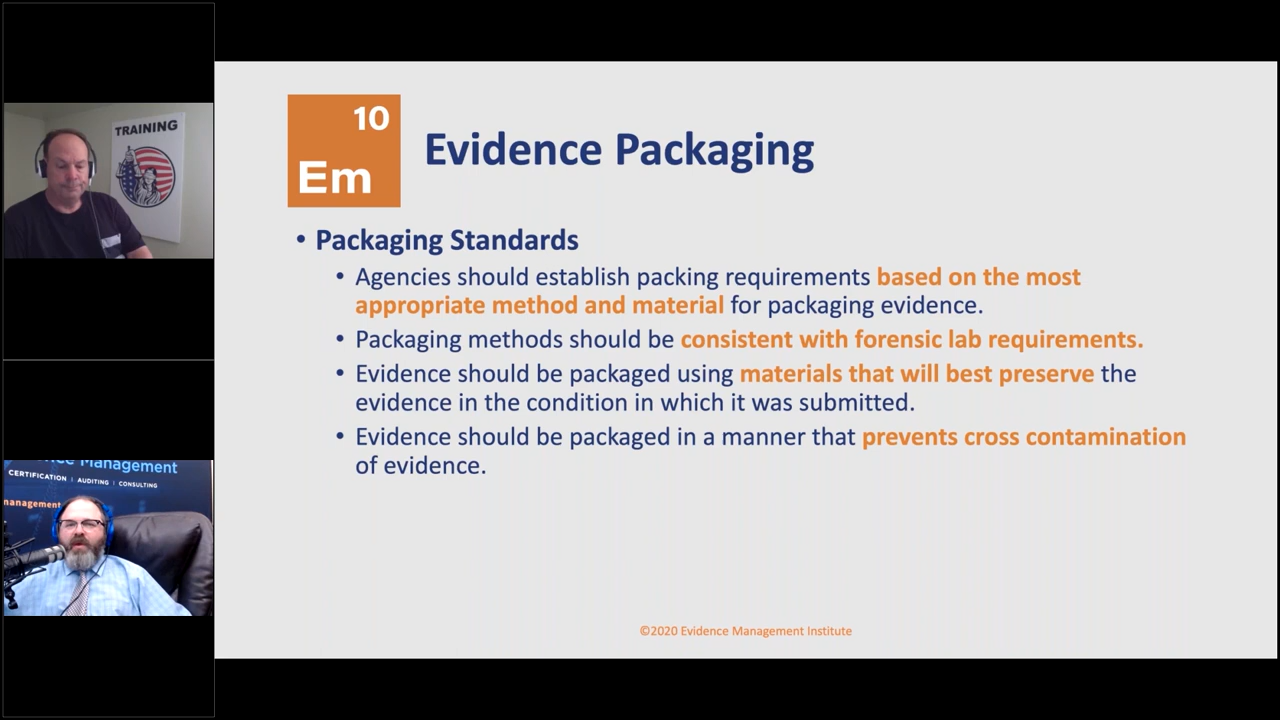 TRAINING
10
Em
Evidence Packaging
• Packaging Standards
• Agencies should establish packing requirements based on the most
appropriate method and material for packaging evidence.
• Packaging methods should be consistent with forensic lab requirements.
• Evidence should be packaged using materials that will best preserve the
evidence in the condition in which it was submitted.
• Evidence should be packaged in a manner that prevents cross contamination
of evidence.
Management
CERTIFICATION | AUDITING | CONSULTING
©2020 Evidence Management Institute